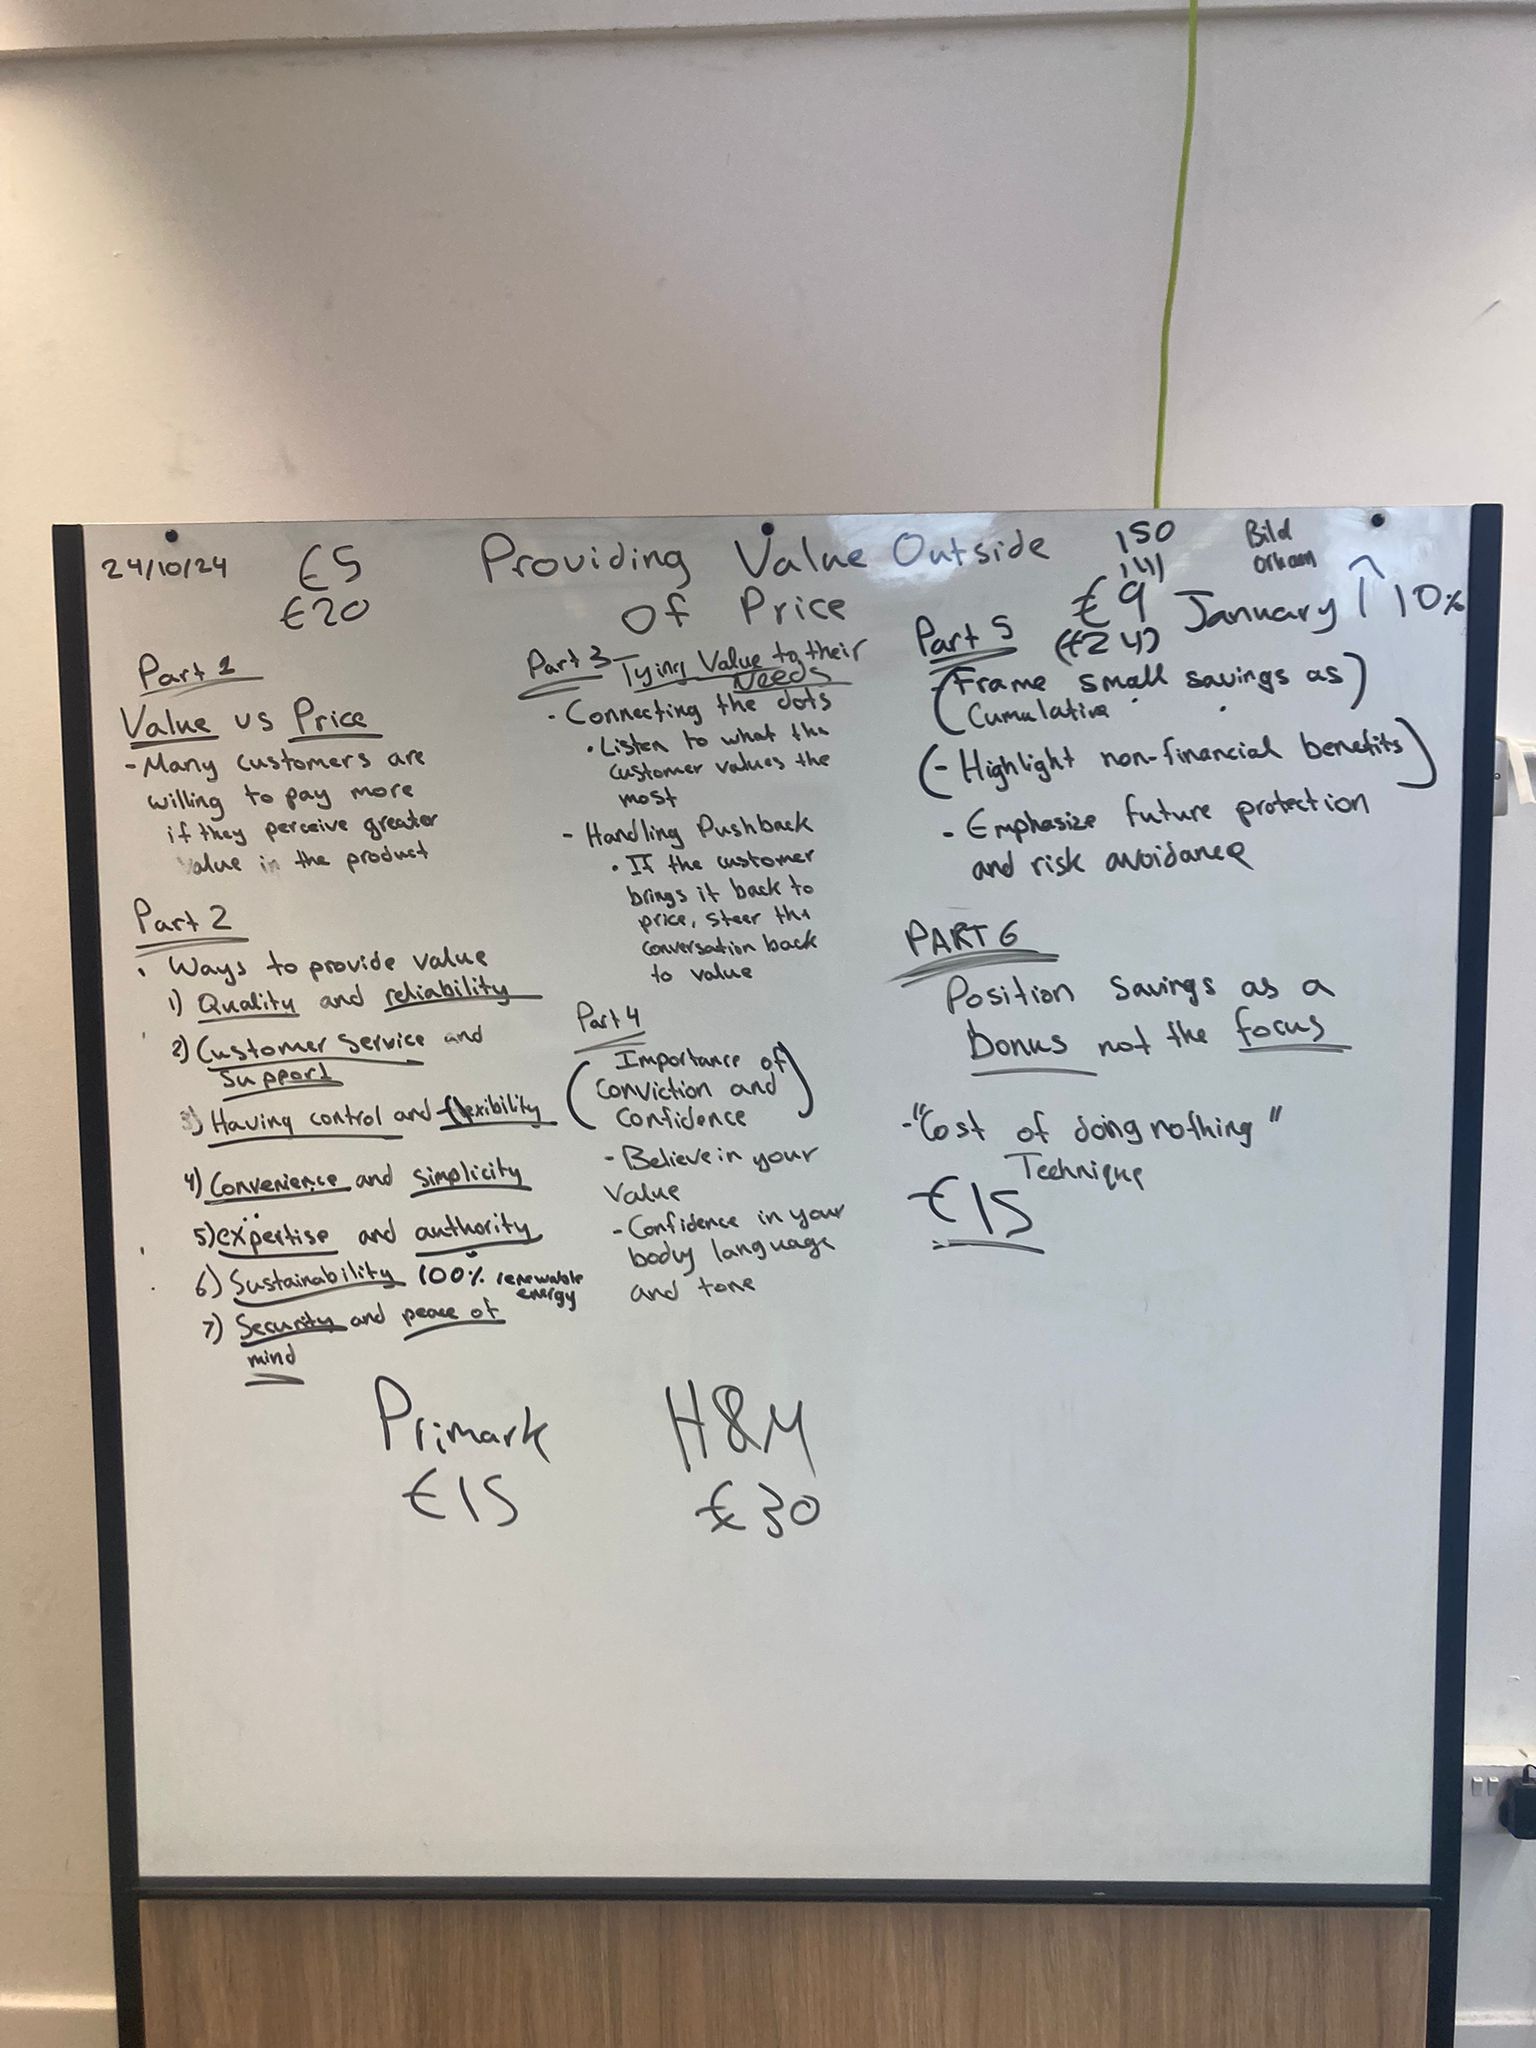 24/10/24
€5
€20
Providing Value Outside
Of Price
150
141
€9
(€24)
January ↑ 10%
Part 1
Value vs Price
- Many customers are
willing to pay more
if they perceive greater
value in the product
Part 2
• Ways to provide value
1) Quality and reliability
2) Customer Service and
Support
3) Having control and flexibility
4) Convenience and simplicity
5) expertise and authority
6) Sustainability 100% renewable
energy
7) Security and peace of
mind
Part 3 - Tying Value to their
Needs
- Connecting the dots
• Listen to what the
customer values the
most
- Handling Pushback
• If the customer
brings it back to
price, steer the
conversation back
to value
Part 4
(Importance of
Conviction and
Confidence)
- Believe in your
value
- Confidence in your
body language
and tone
Part 5
(- Frame small savings as
Cumulative)
(- Highlight non-financial benefits)
- Emphasize future protection
and risk avoidance
PART 6
Position Savings as a
bonus not the focus
- "Cost of doing nothing"
Technique
€15
Primark
€15
H&M
€30